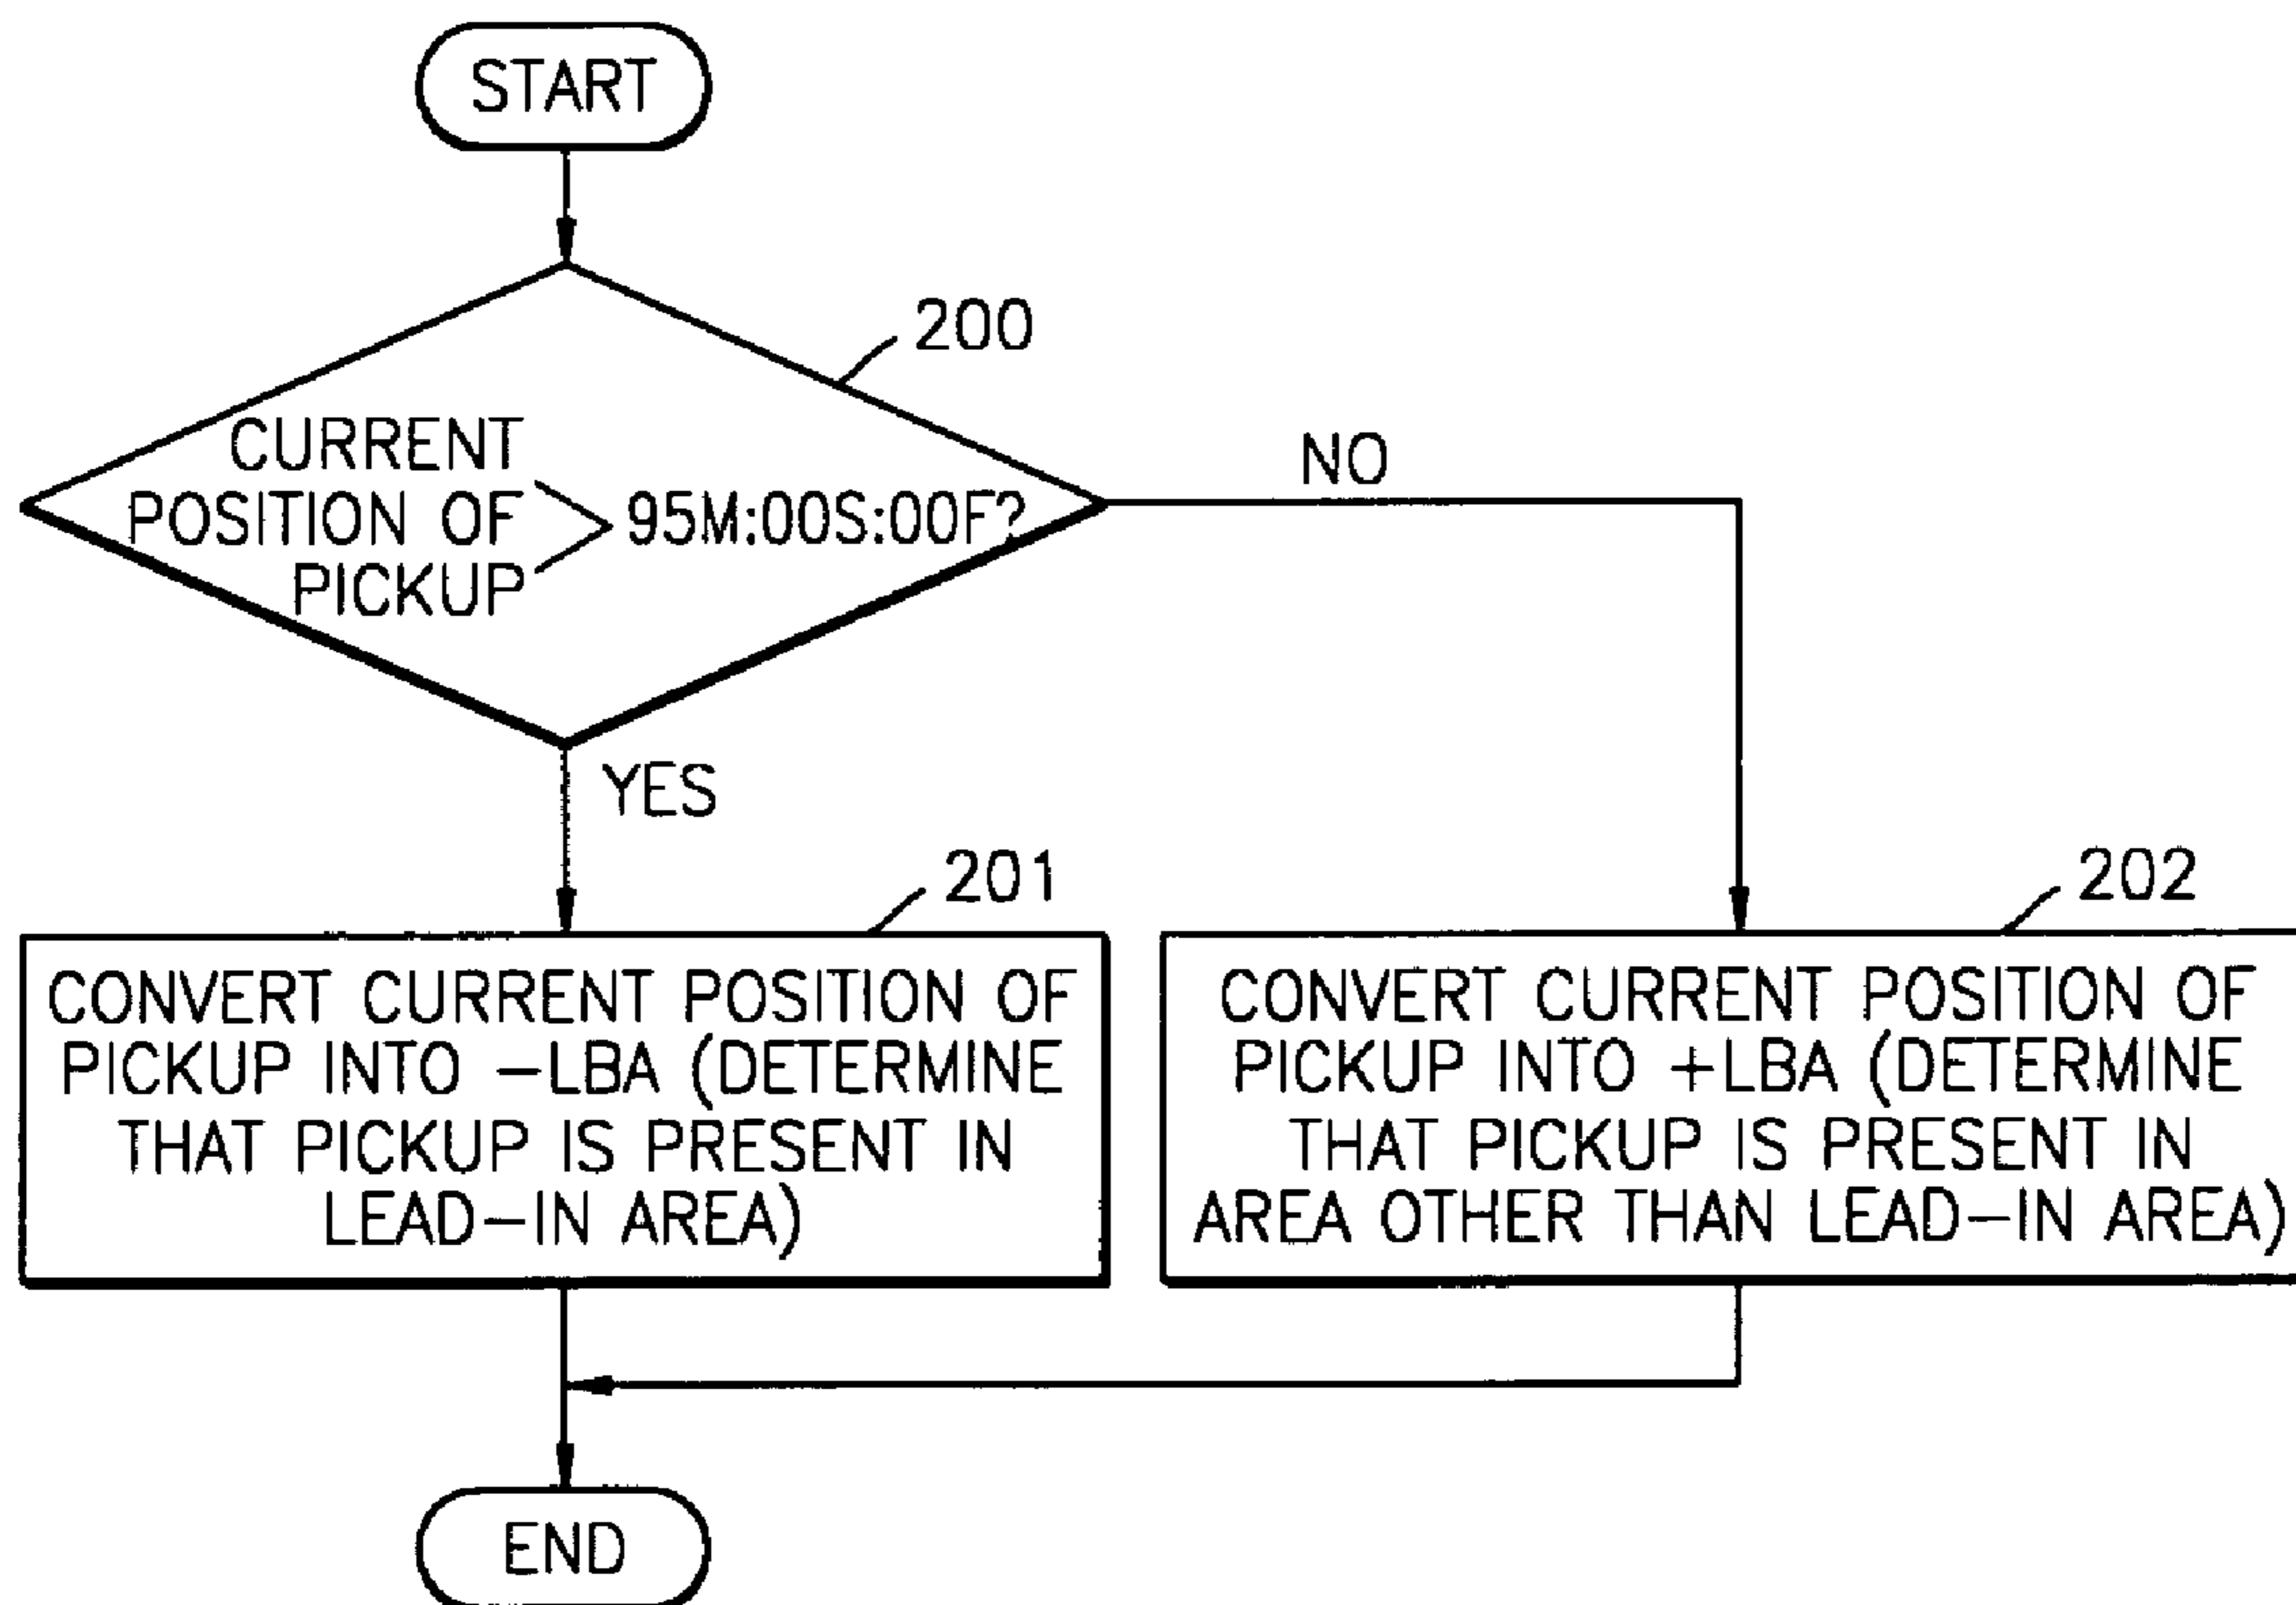 START
200
CURRENT
POSITION OF > 95M:00S:00F?
PICKUP
NO
YES
201
CONVERT CURRENT POSITION OF
PICKUP INTO −LBA (DETERMINE
THAT PICKUP IS PRESENT IN
LEAD−IN AREA)
202
CONVERT CURRENT POSITION OF
PICKUP INTO +LBA (DETERMINE
THAT PICKUP IS PRESENT IN
AREA OTHER THAN LEAD−IN AREA)
END